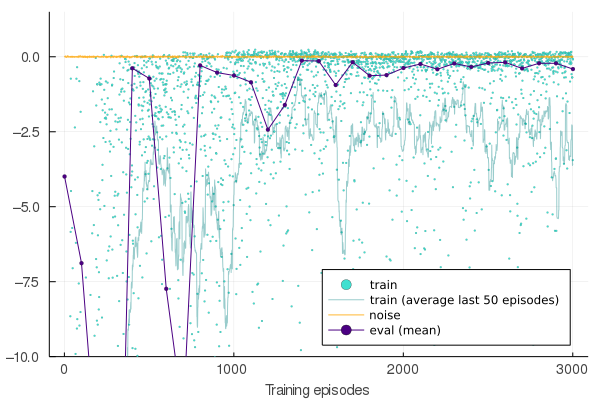 0.0
−2.5
−5.0
−7.5
−10.0
train
train (average last 50 episodes)
noise
eval (mean)
0 1000 2000 3000
Training episodes